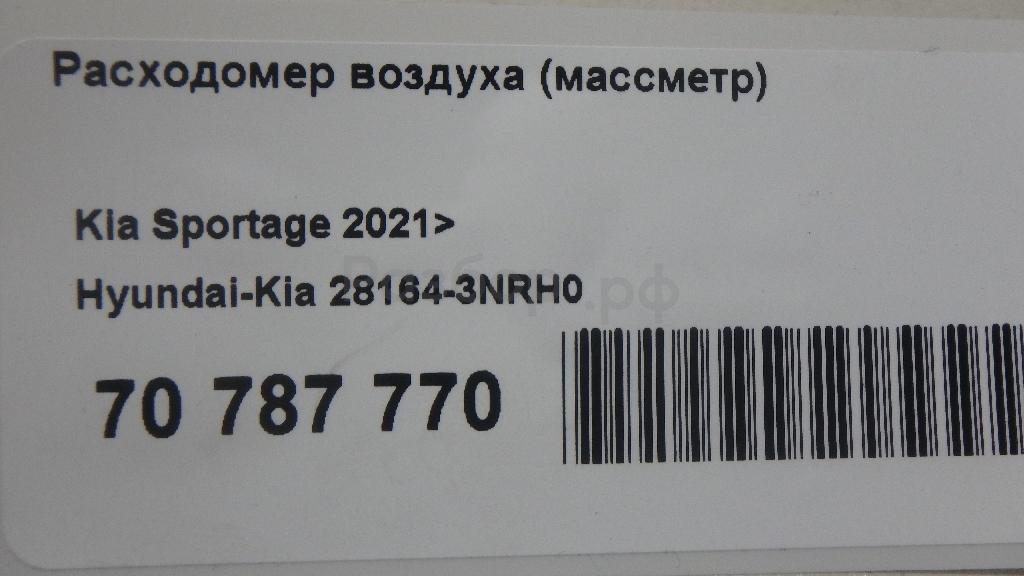 Расходомер воздуха (массметр)
Kia Sportage 2021>
Hyundai-Kia 28164-3NRH0
70 787 770